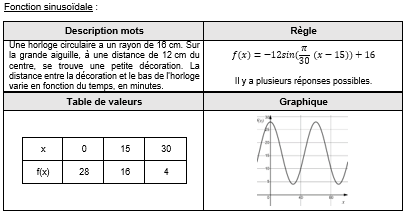 Fonction sinusoïdale :
Description mots
Règle
Une horloge circulaire a un rayon de 16 cm. Sur
la grande aiguille, à une distance de 12 cm du
centre, se trouve une petite décoration. La
distance entre la décoration et le bas de l'horloge
varie en fonction du temps, en minutes.
f(x) = −12sin(π/30 (x − 15)) + 16
Il y a plusieurs réponses possibles.
Table de valeurs
Graphique
x 0 15 30
f(x) 28 16 4
f(x)